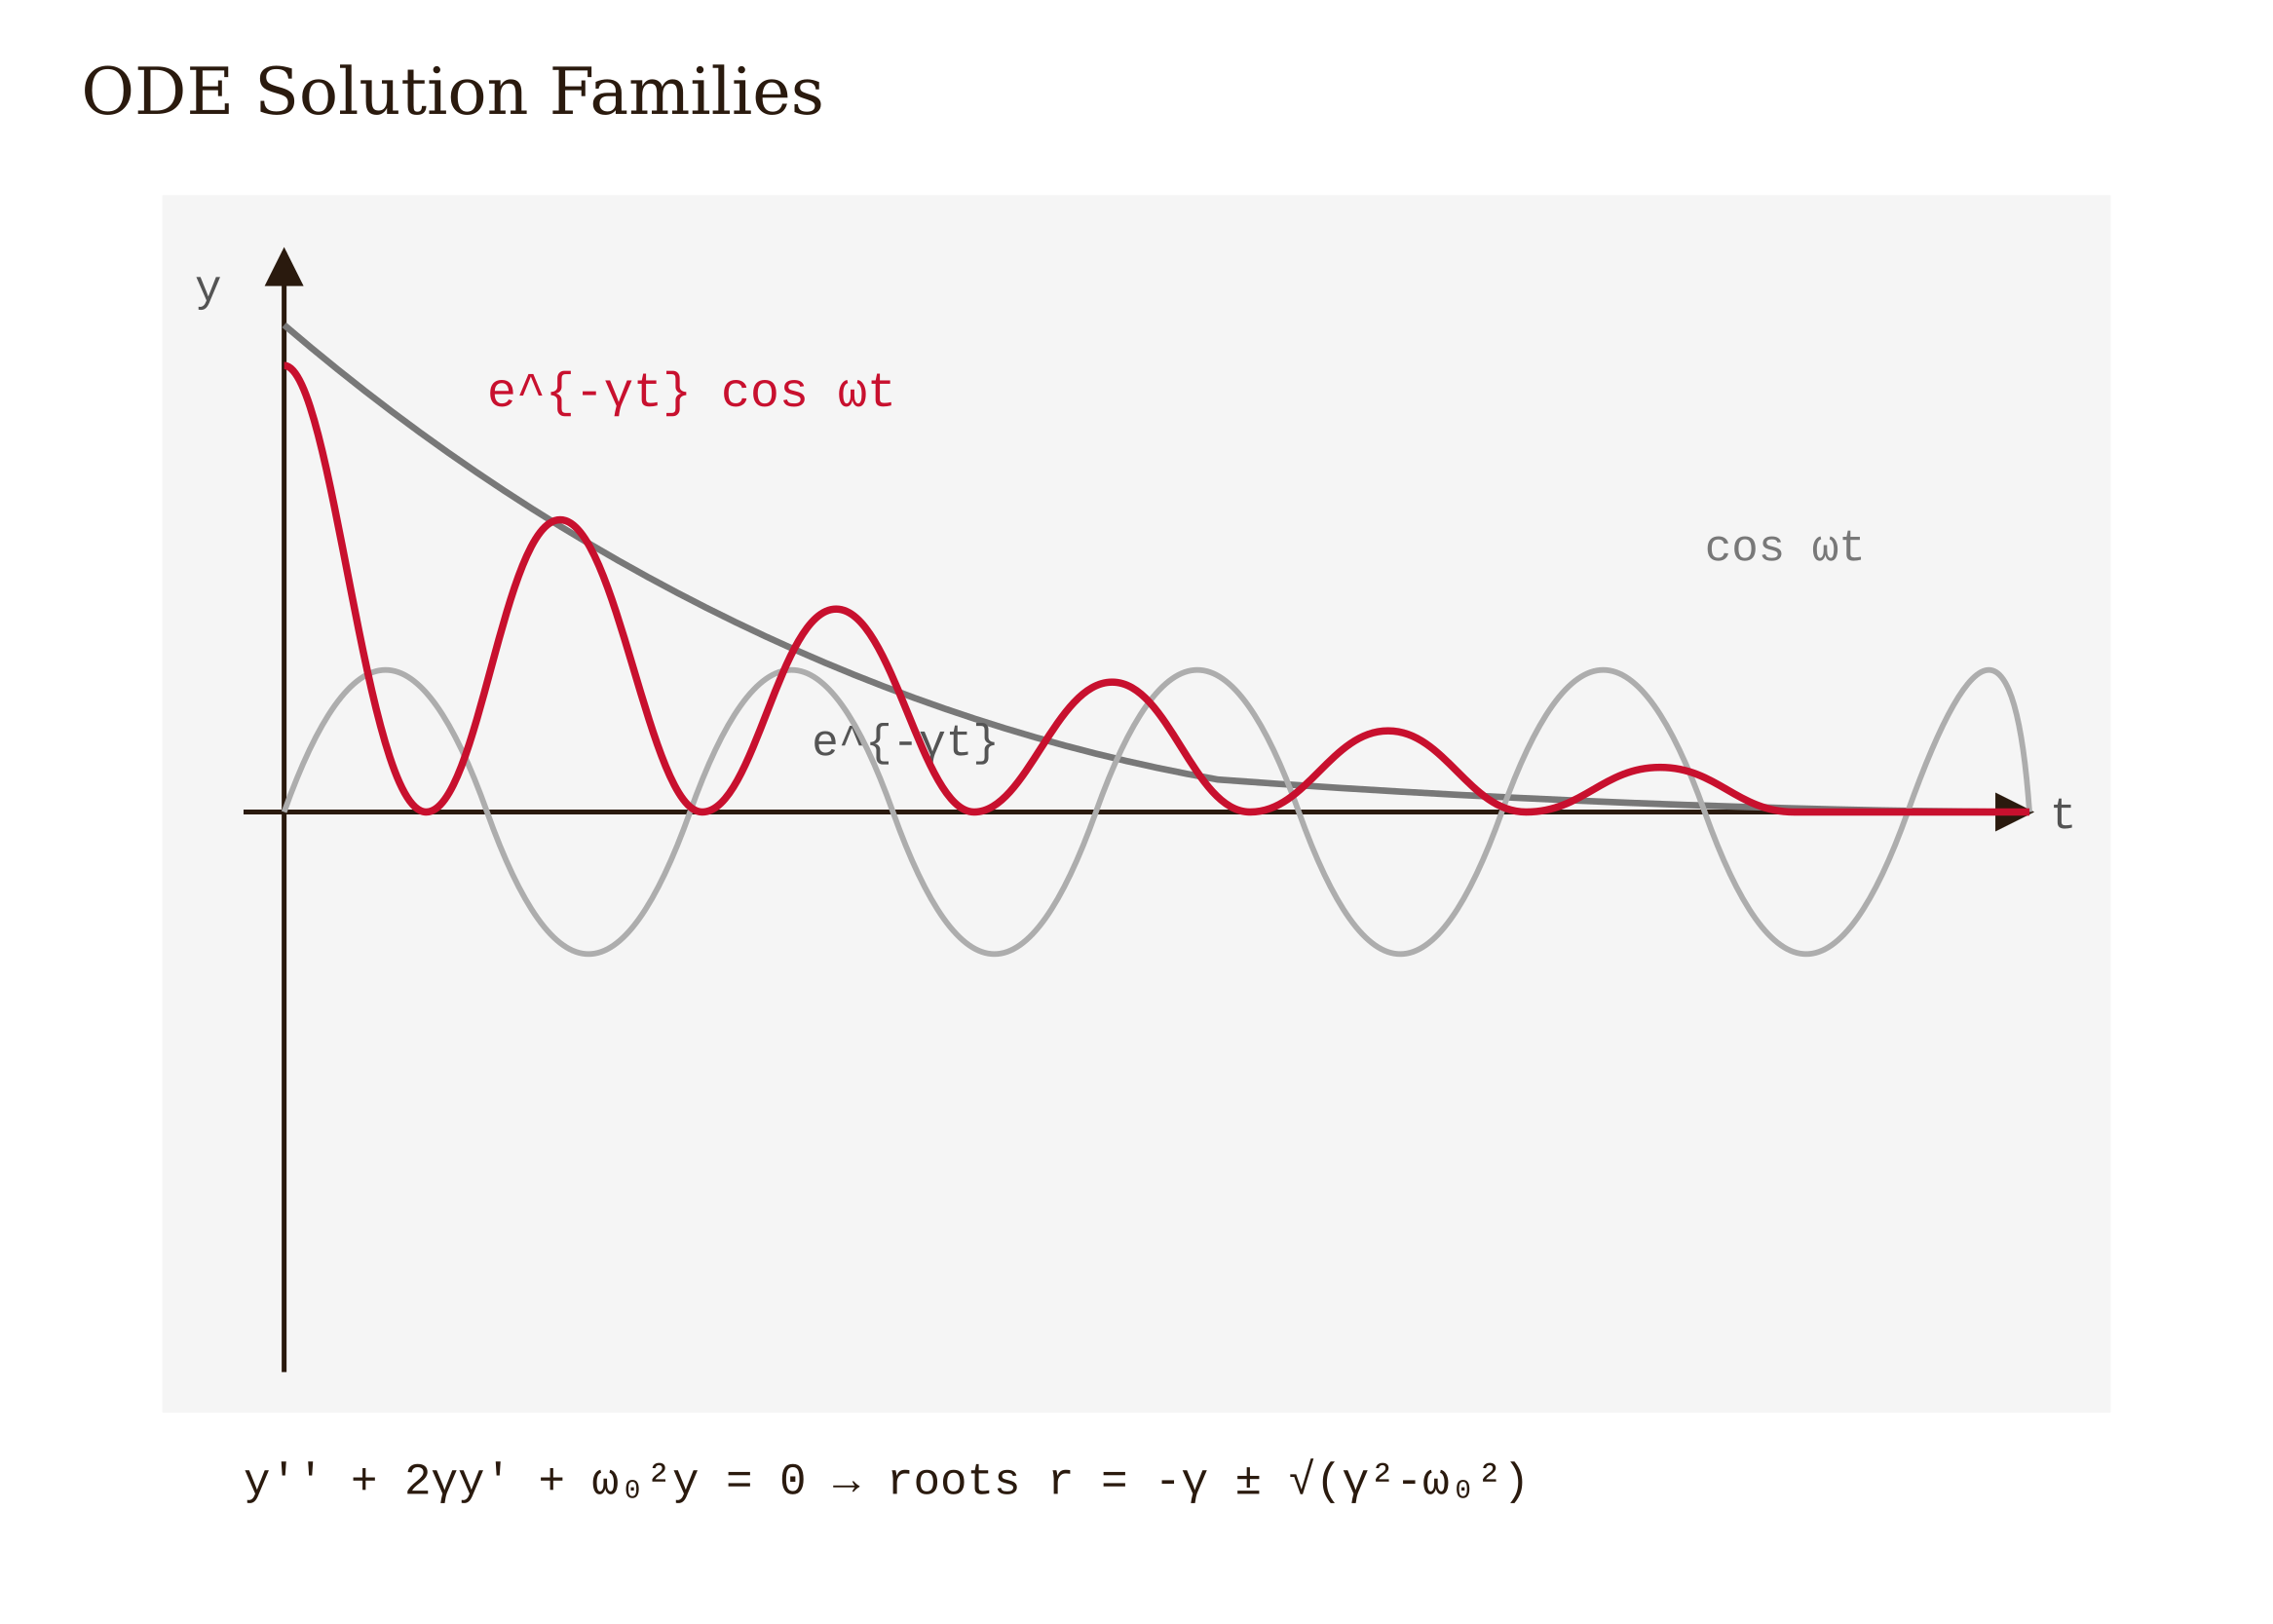 ODE Solution Families
y
e^{-γt} cos ωt
cos ωt
e^{-γt}
t
y'' + 2γy' + ω₀²y = 0 → roots r = -γ ± √(γ²-ω₀²)